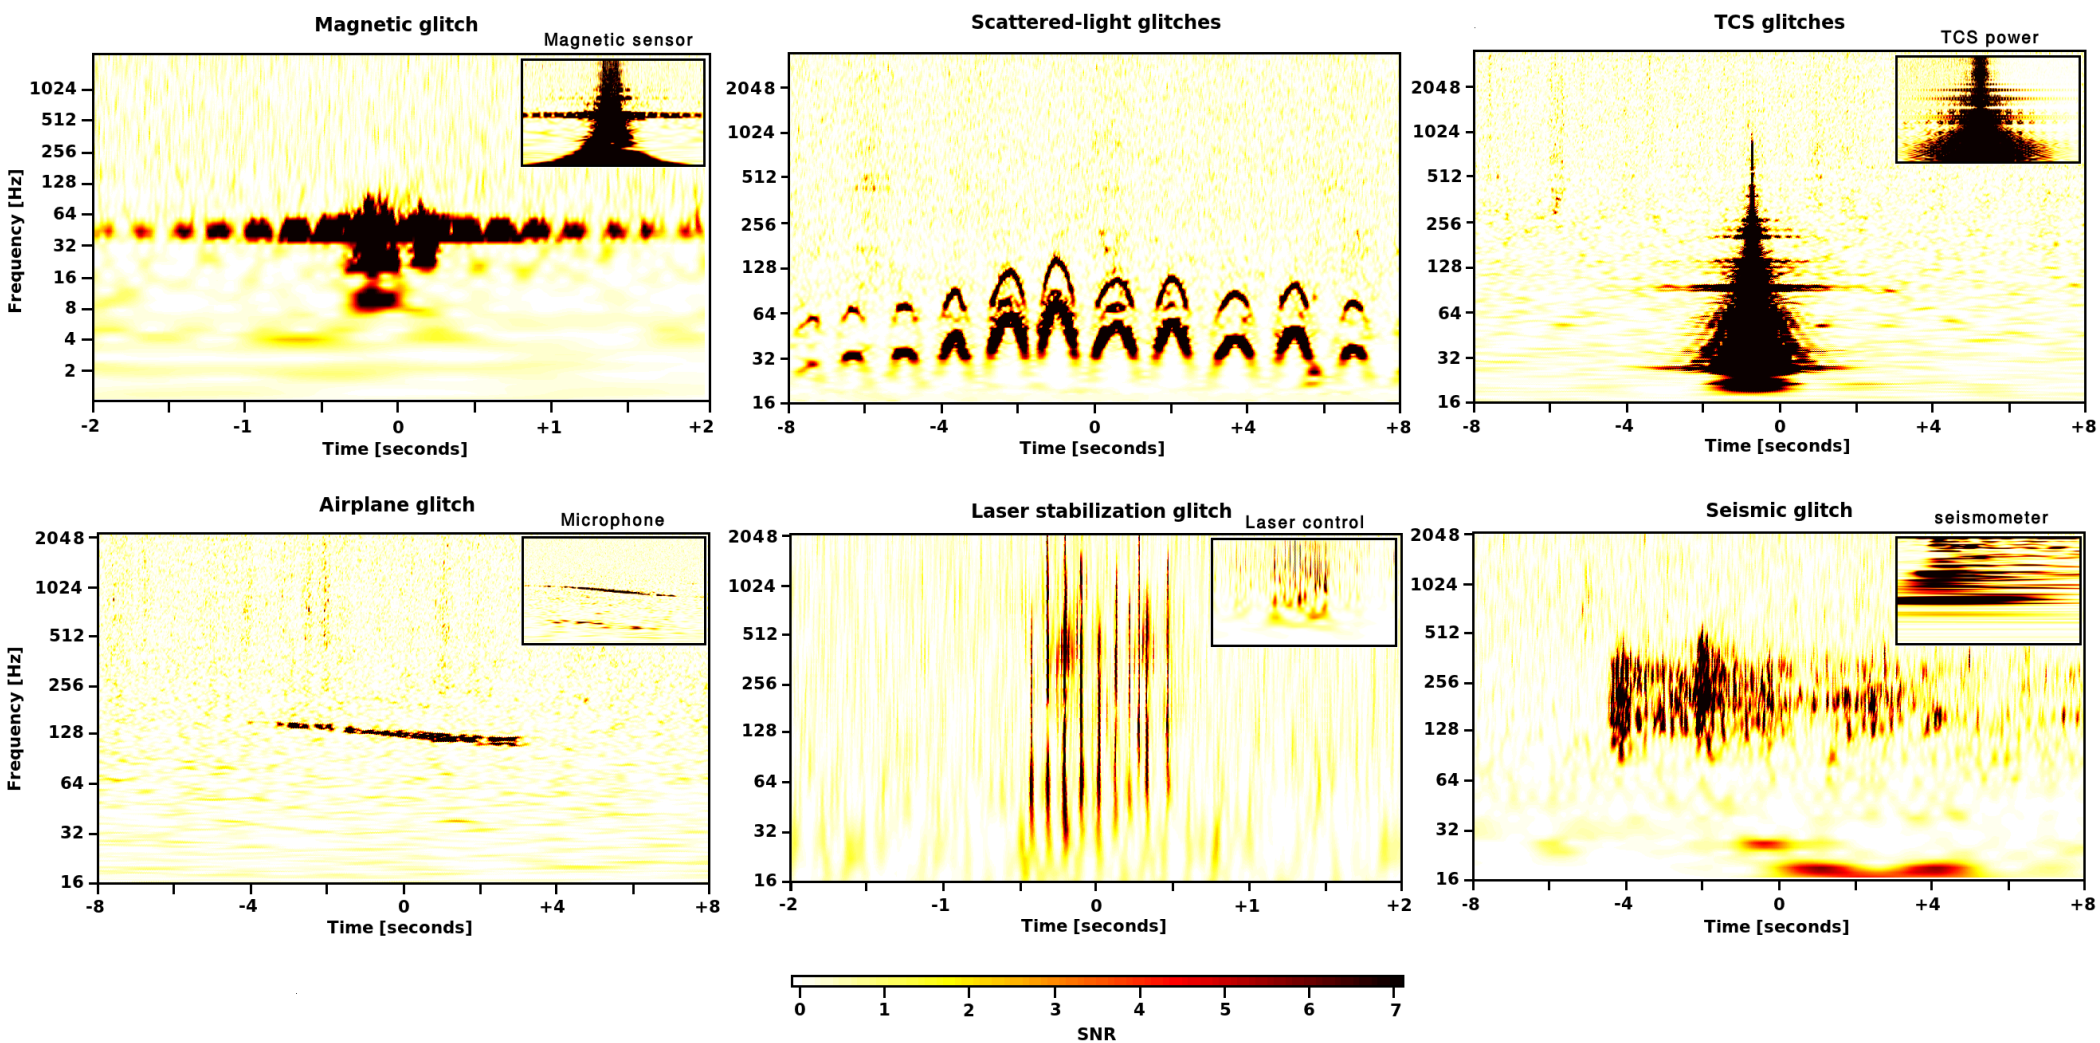 Magnetic glitch
Magnetic sensor
1024
512
256
128
64
32
16
8
4
2
Frequency [Hz]
-2 -1 0 +1 +2
Time [seconds]
Scattered-light glitches
2048
1024
512
256
128
64
32
16
-8 -4 0 +4 +8
Time [seconds]
TCS glitches
TCS power
2048
1024
512
256
128
64
32
16
-8 -4 0 +4 +8
Time [seconds]
Airplane glitch
Microphone
2048
1024
512
256
128
64
32
16
Frequency [Hz]
-8 -4 0 +4 +8
Time [seconds]
Laser stabilization glitch
Laser control
2048
1024
512
256
128
64
32
16
-2 -1 0 +1 +2
Time [seconds]
Seismic glitch
seismometer
2048
1024
512
256
128
64
32
16
-8 -4 0 +4 +8
Time [seconds]
0 1 2 3 4 5 6 7
SNR